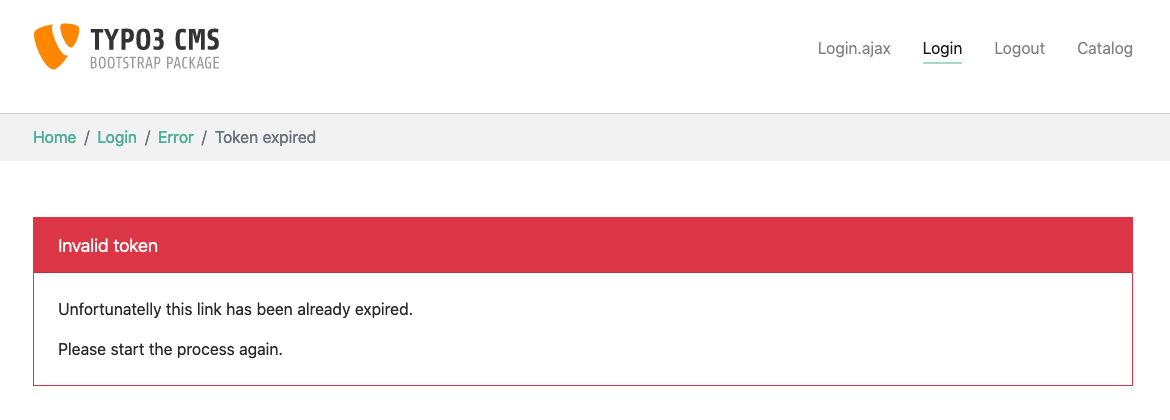 TYPO3 CMS
BOOTSTRAP PACKAGE
Login.ajax Login Logout Catalog
Home / Login / Error / Token expired
Invalid token
Unfortunatelly this link has been already expired.
Please start the process again.